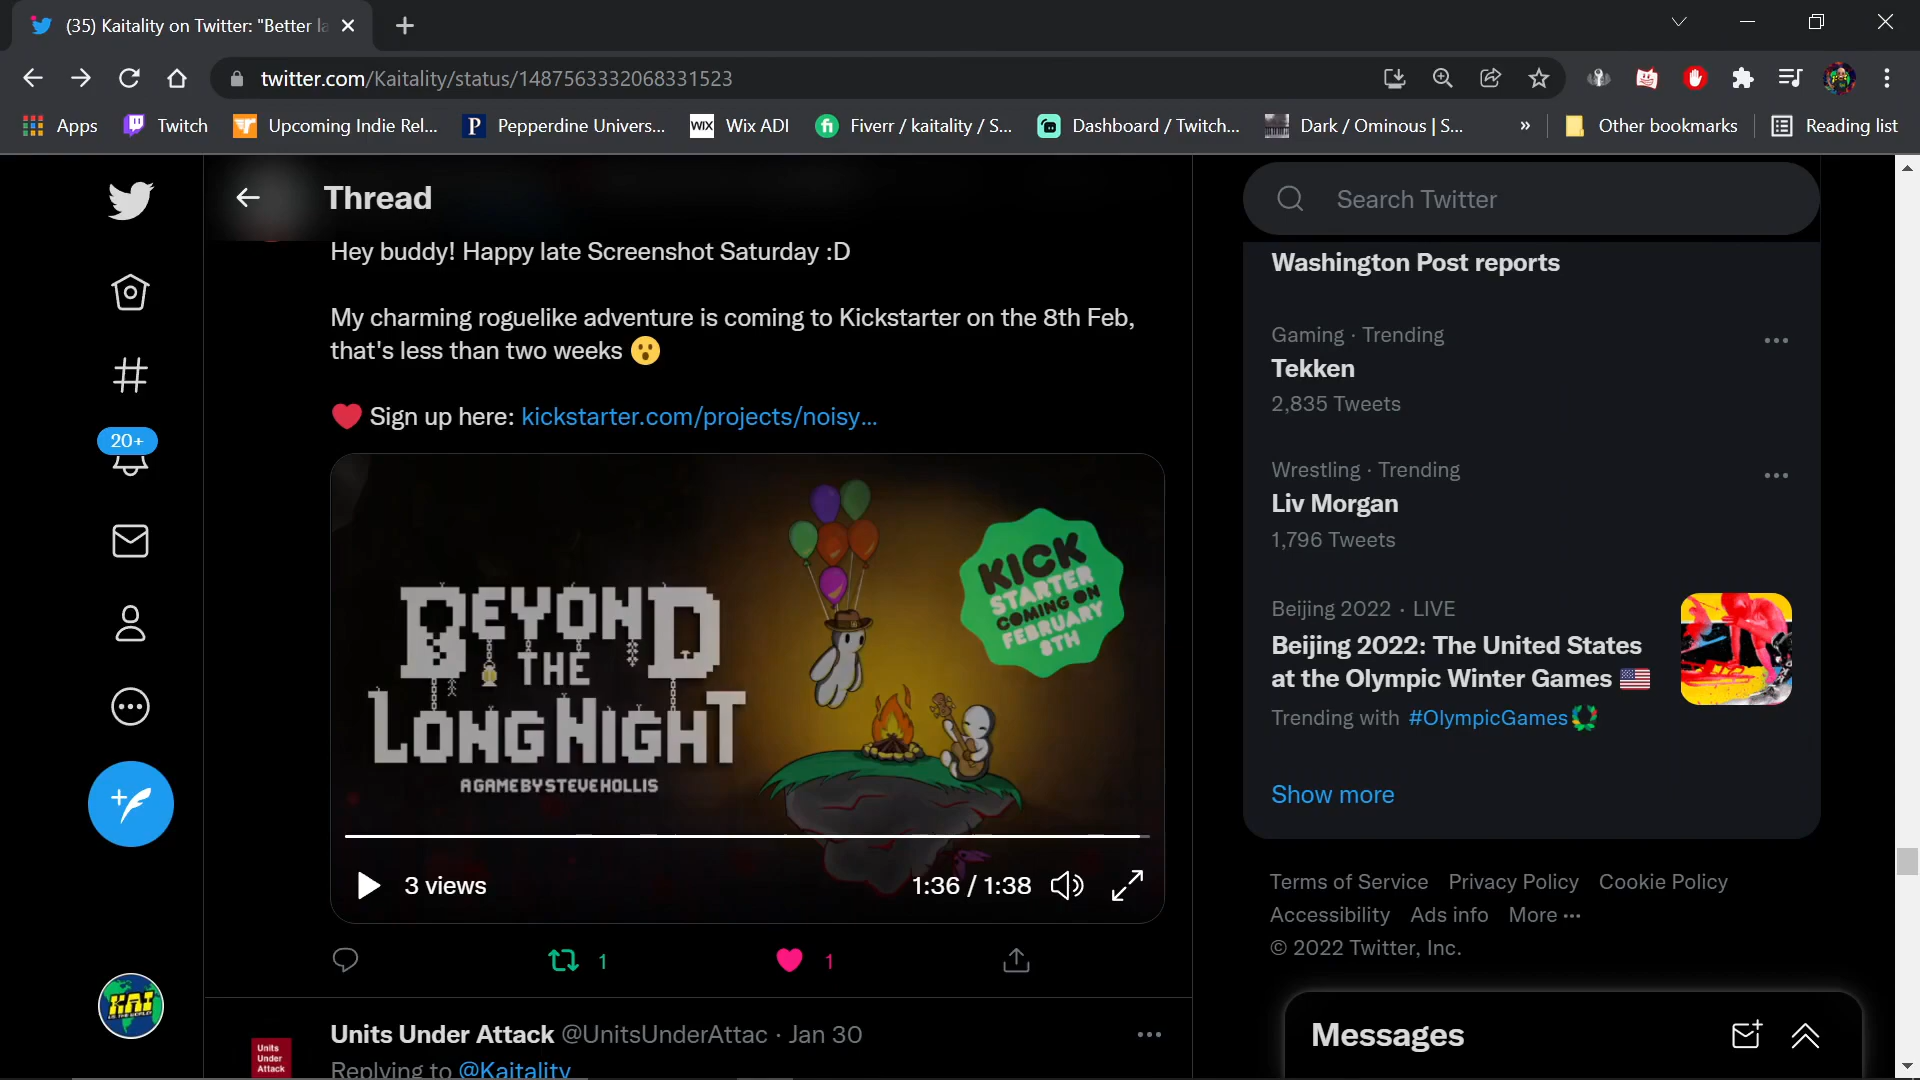 (35) Kaitality on Twitter: "Better la
twitter.com/Kaitality/status/1487563332068331523
Apps
Twitch
Upcoming Indie Rel...
P
Pepperdine Univers...
WIX
Wix ADI
Fiverr / kaitality / S...
Dashboard / Twitch...
Dark / Ominous | S...
»
Other bookmarks
Reading list
Thread
Hey buddy! Happy late Screenshot Saturday :D
My charming roguelike adventure is coming to Kickstarter on the 8th Feb,
that's less than two weeks 😮
❤️ Sign up here: kickstarter.com/projects/noisy...
BEYOND
THE
LONG NIGHT
A GAME BY STEVE HOLLIS
KICK
STARTER
COMING ON
FEBRUARY
8TH
3 views
1:36 / 1:38
1
1
Units Under Attack @UnitsUnderAttac · Jan 30
Replying to @Kaitality
Units
Under
Attack
20+
KAI
Search Twitter
Washington Post reports
Gaming · Trending
Tekken
2,835 Tweets
Wrestling · Trending
Liv Morgan
1,796 Tweets
Beijing 2022 · LIVE
Beijing 2022: The United States
at the Olympic Winter Games 🇺🇸
Trending with #OlympicGames
Show more
Terms of Service Privacy Policy Cookie Policy
Accessibility Ads info More ···
© 2022 Twitter, Inc.
Messages